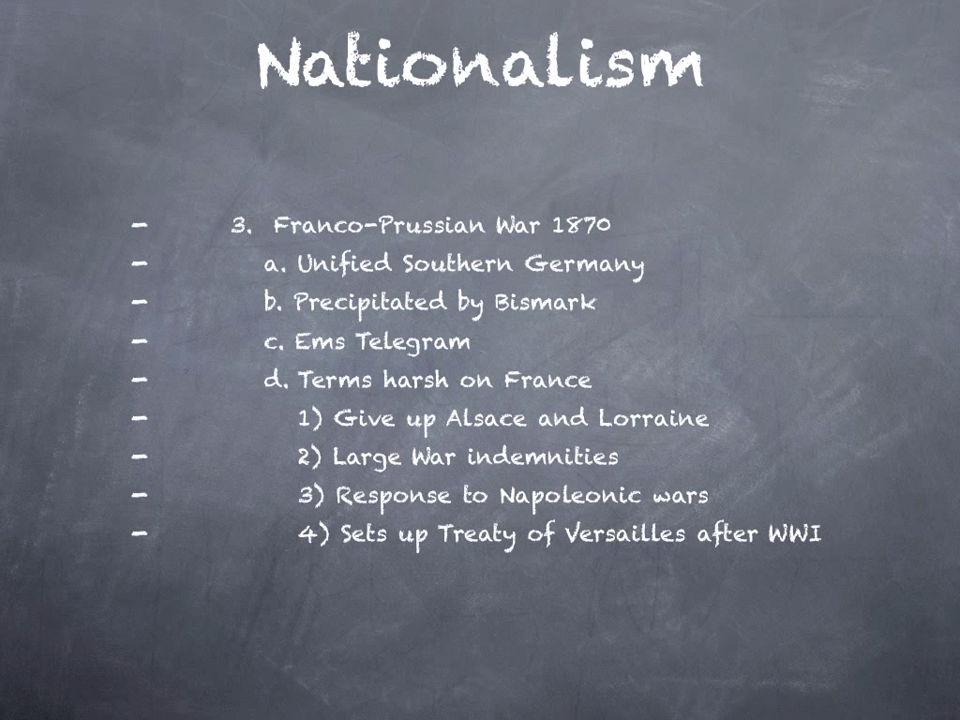 Nationalism
- 3. Franco-Prussian War 1870
- a. Unified Southern Germany
- b. Precipitated by Bismark
- c. Ems Telegram
- d. Terms harsh on France
- 1) Give up Alsace and Lorraine
- 2) Large War indemnities
- 3) Response to Napoleonic wars
- 4) Sets up Treaty of Versailles after WWI